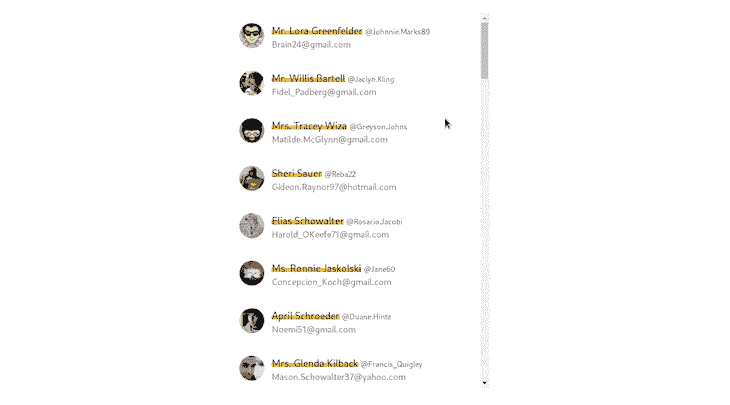 Mr. Lora Greenfelder @Johnnie.Marks89
Brain24@gmail.com
Mr. Willis Bartell @Jaclyn.Kling
Fidel_Padberg@gmail.com
Mrs. Tracey Wiza @Greyson.Johns
Matilde.McGlynn@gmail.com
Sheri Sauer @Reba22
Gideon.Raynor97@hotmail.com
Elias Schowalter @Rosario.Jacobi
Harold_OKeefe71@gmail.com
Ms. Ronnie Jaskolski @Jane60
Concepcion_Koch@gmail.com
April Schroeder @Duane.Hintz
Noemi51@gmail.com
Mrs. Glenda Kilback @Francis_Quigley
Mason.Schowalter37@yahoo.com